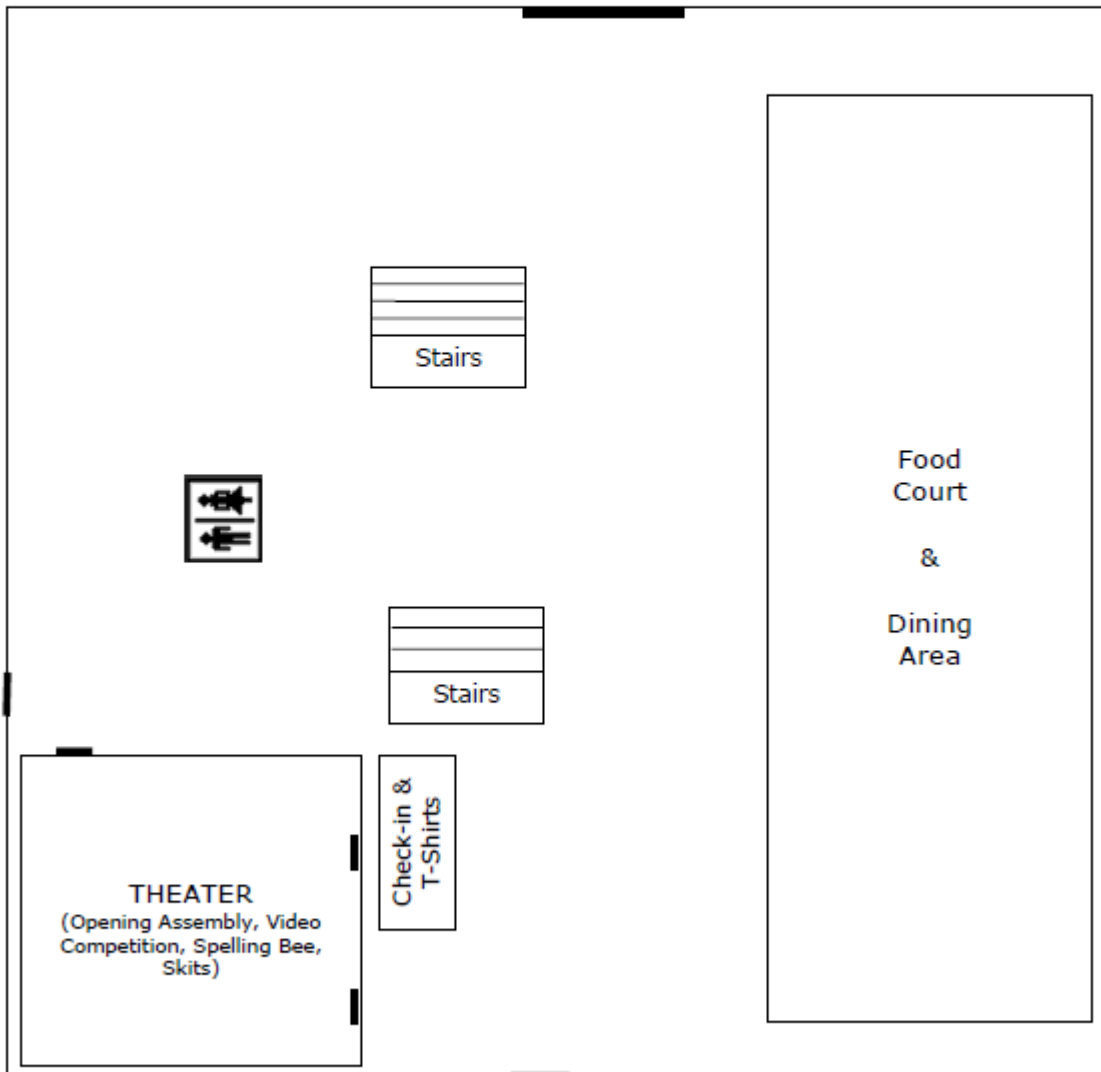 Stairs
Food
Court
&
Dining
Area
Stairs
Check-in &
T-Shirts
THEATER
(Opening Assembly, Video
Competition, Spelling Bee,
Skits)